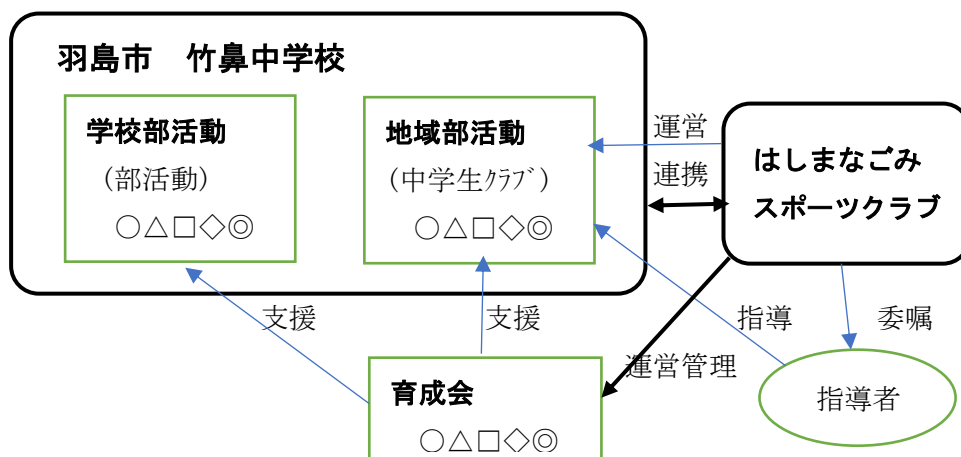 羽島市　竹鼻中学校
学校部活動
（部活動）
○△□◇◎
地域部活動
（中学生ｸﾗﾌﾞ）
○△□◇◎
運営
連携
はしまなごみ
スポーツクラブ
支援
支援
指導
委嘱
運営管理
指導者
育成会
○△□◇◎